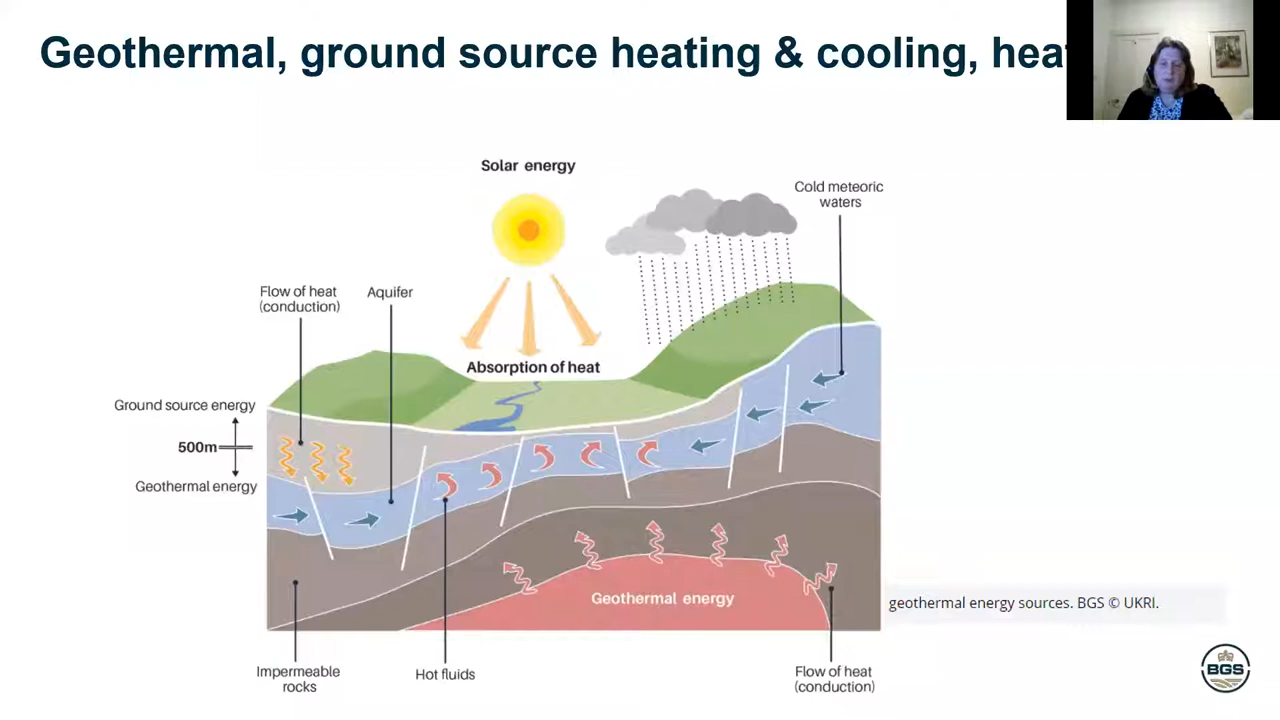 Geothermal, ground source heating & cooling, heat
Solar energy
Cold meteoric
waters
Flow of heat
(conduction)
Aquifer
Absorption of heat
Ground source energy
500m
Geothermal energy
Geothermal energy
geothermal energy sources. BGS © UKRI.
Impermeable
rocks
Hot fluids
Flow of heat
(conduction)
BGS